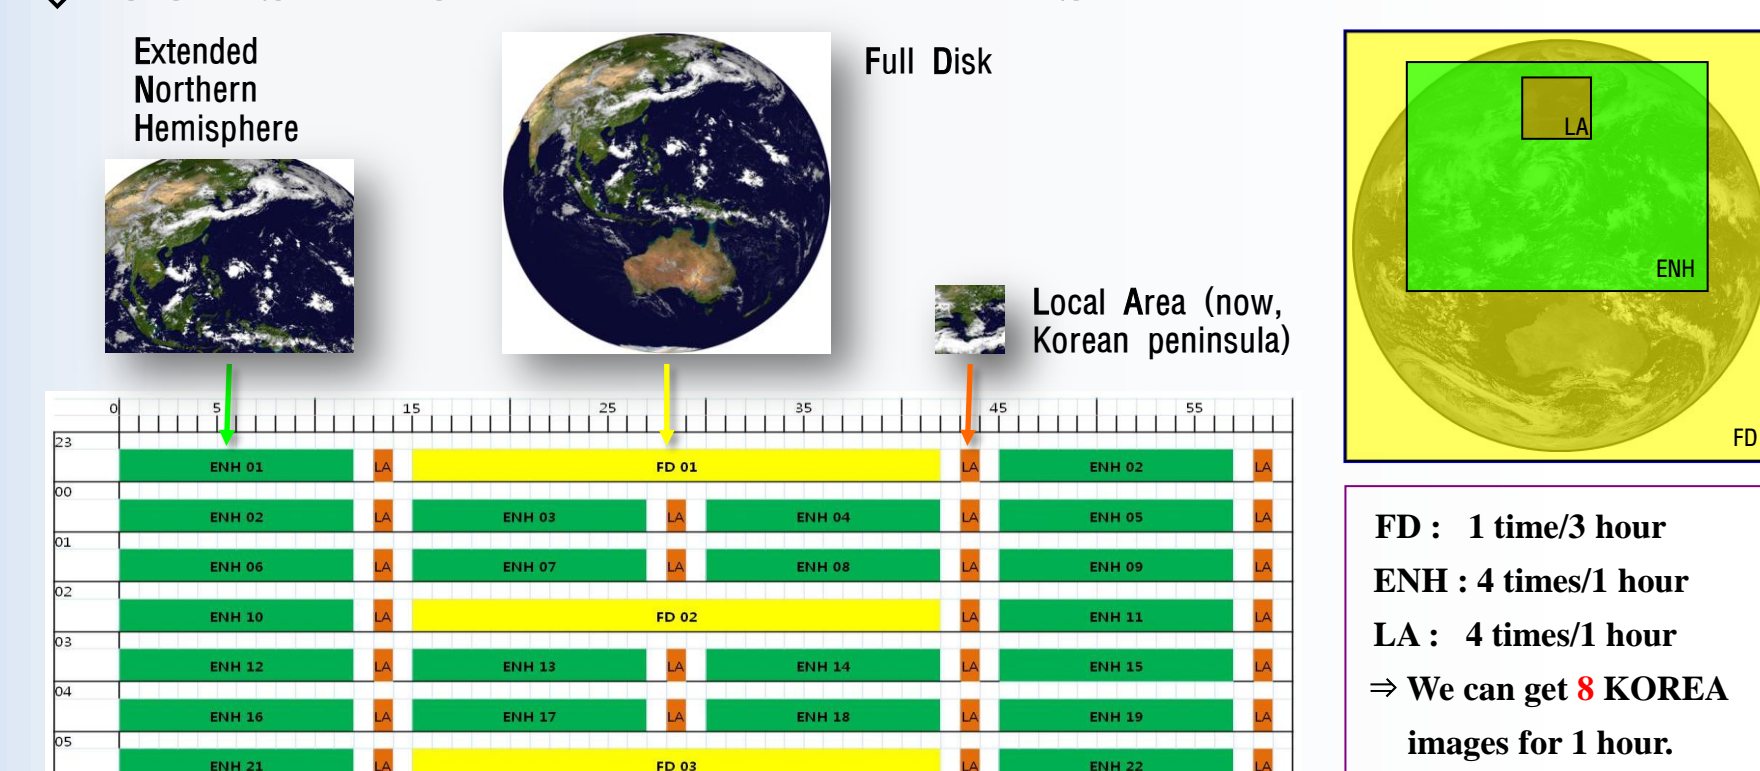 Extended
Northern
Hemisphere
Full Disk
Local Area (now,
Korean peninsula)
LA
ENH
FD
0 5 15 25 35 45 55
23
ENH 01 LA FD 01 LA ENH 02 LA
00
ENH 02 LA ENH 03 LA ENH 04 LA ENH 05 LA
01
ENH 06 LA ENH 07 LA ENH 08 LA ENH 09 LA
02
ENH 10 LA FD 02 LA ENH 11 LA
03
ENH 12 LA ENH 13 LA ENH 14 LA ENH 15 LA
04
ENH 16 LA ENH 17 LA ENH 18 LA ENH 19 LA
05
ENH 21 LA FD 03 LA ENH 22 LA
FD : 1 time/3 hour
ENH : 4 times/1 hour
LA : 4 times/1 hour
⇒ We can get 8 KOREA
images for 1 hour.